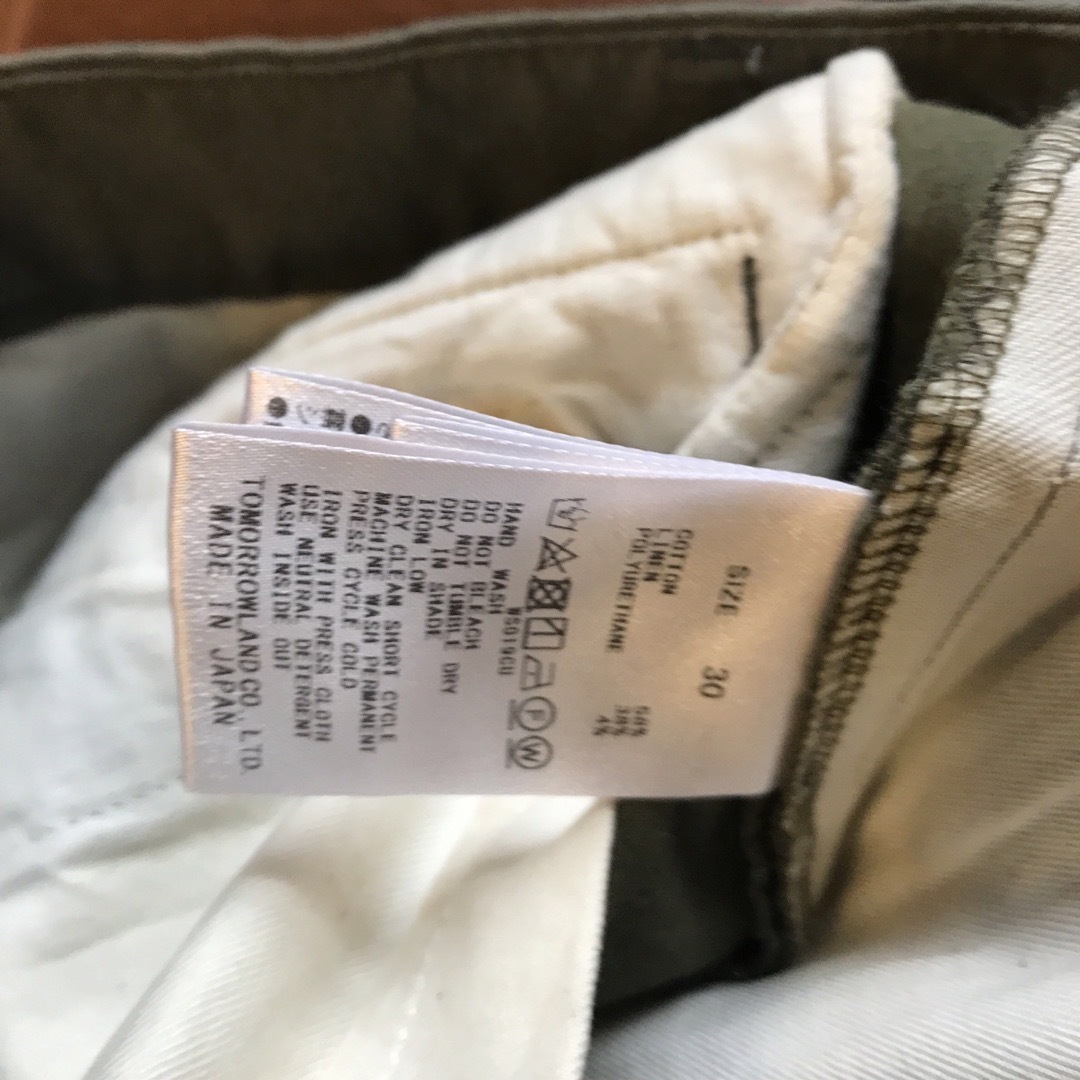 SIZE 30
COTTON 58%
LINEN 38%
POLYURETHANE 4%
WS019GU
HAND WASH
DO NOT BLEACH
DO NOT TUMBLE DRY
DRY IN SHADE
IRON LOW
DRY CLEAN SHORT CYCLE
MACHINE WASH PERMANENT
PRESS CYCLE COLD
IRON WITH PRESS CLOTH
USE NEUTRAL DETERGENT
WASH INSIDE OUT
TOMORROWLAND CO., LTD.
MADE IN JAPAN